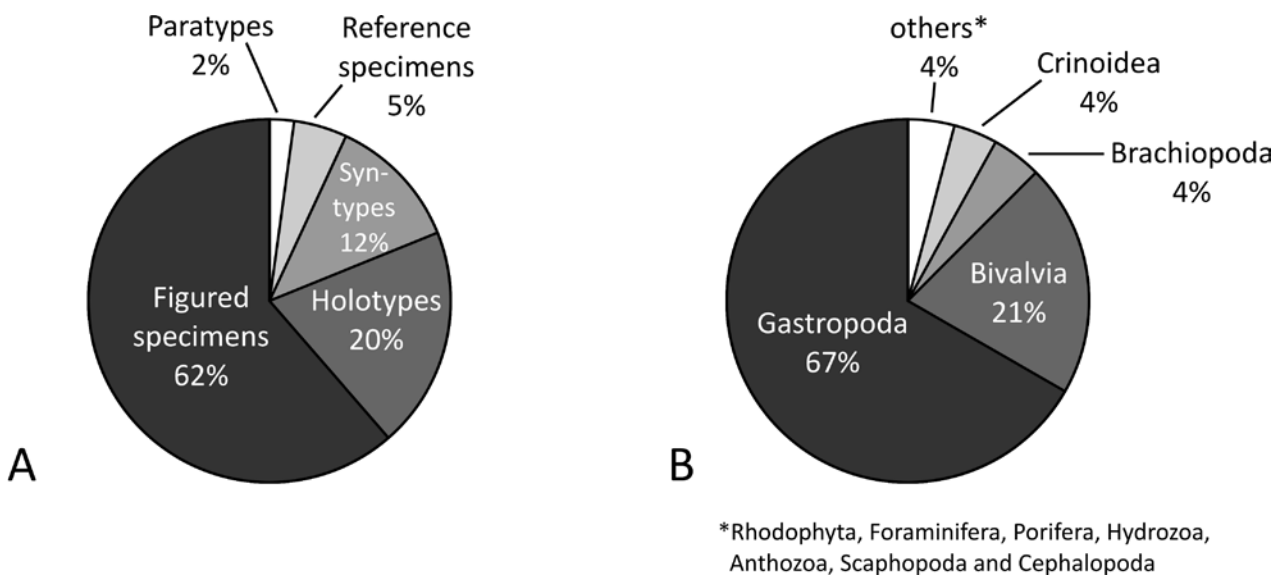 Paratypes
2%
Reference
specimens
5%
Syn-
types
12%
Holotypes
20%
Figured
specimens
62%
A
others*
4%
Crinoidea
4%
Brachiopoda
4%
Bivalvia
21%
Gastropoda
67%
B
*Rhodophyta, Foraminifera, Porifera, Hydrozoa,
Anthozoa, Scaphopoda and Cephalopoda